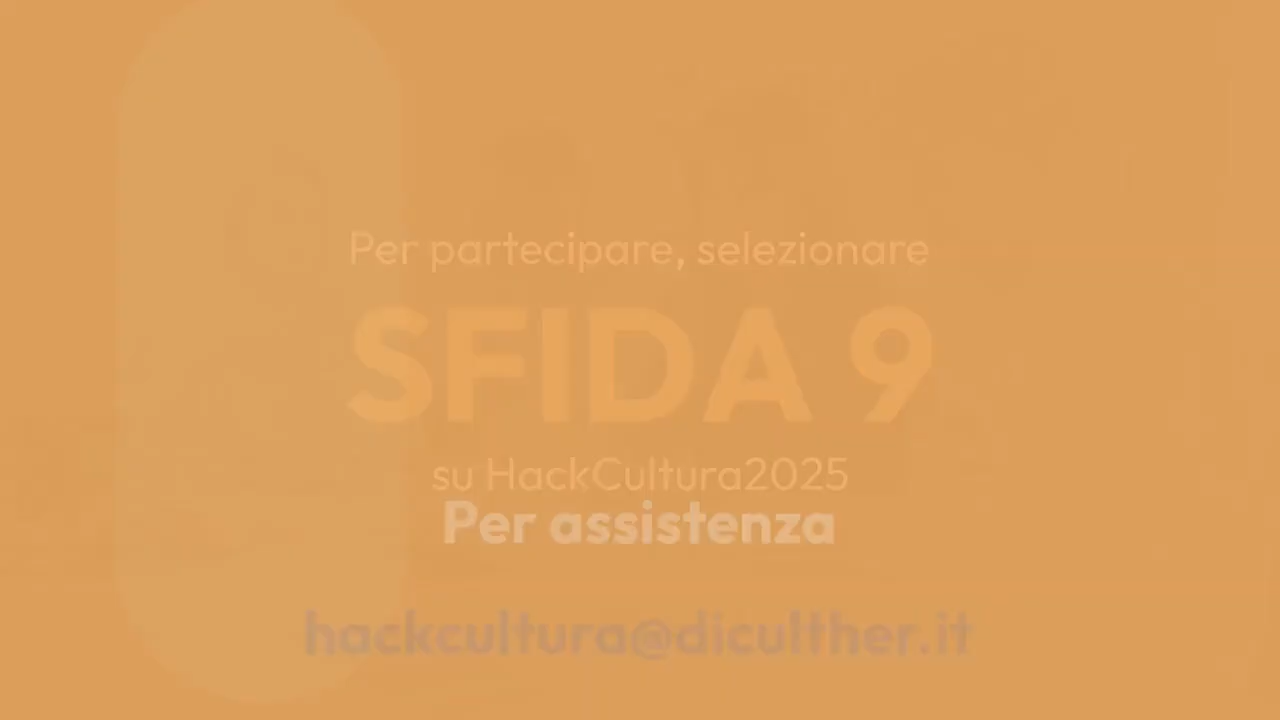 Per partecipare, selezionare
SFIDA 9
su HackCultura2025
Per assistenza
hackcultura@diculther.it